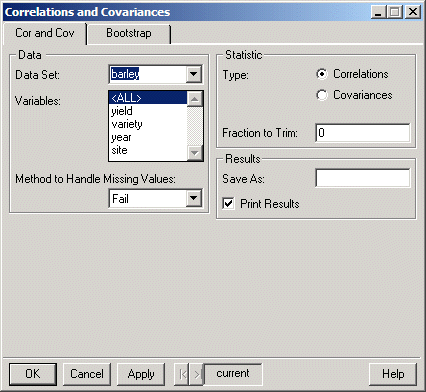 Correlations and Covariances
Cor and Cov
Bootstrap
Data
Data Set:
barley
Variables:
<ALL>
yield
variety
year
site
Method to Handle Missing Values:
Fail
Statistic
Type:
Correlations
Covariances
Fraction to Trim:
0
Results
Save As:
Print Results
OK
Cancel
Apply
current
Help